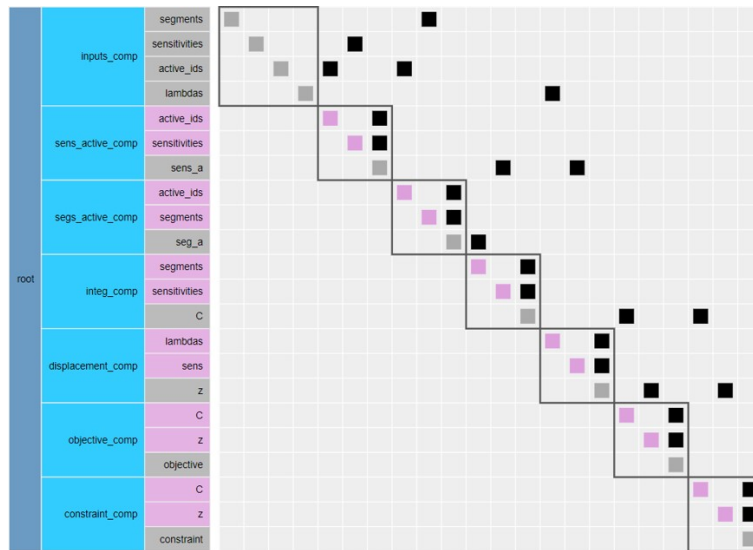 root
inputs_comp
segments
sensitivities
active_ids
lambdas
sens_active_comp
active_ids
sensitivities
sens_a
segs_active_comp
active_ids
segments
seg_a
integ_comp
segments
sensitivities
C
displacement_comp
lambdas
sens
z
objective_comp
C
z
objective
constraint_comp
C
z
constraint